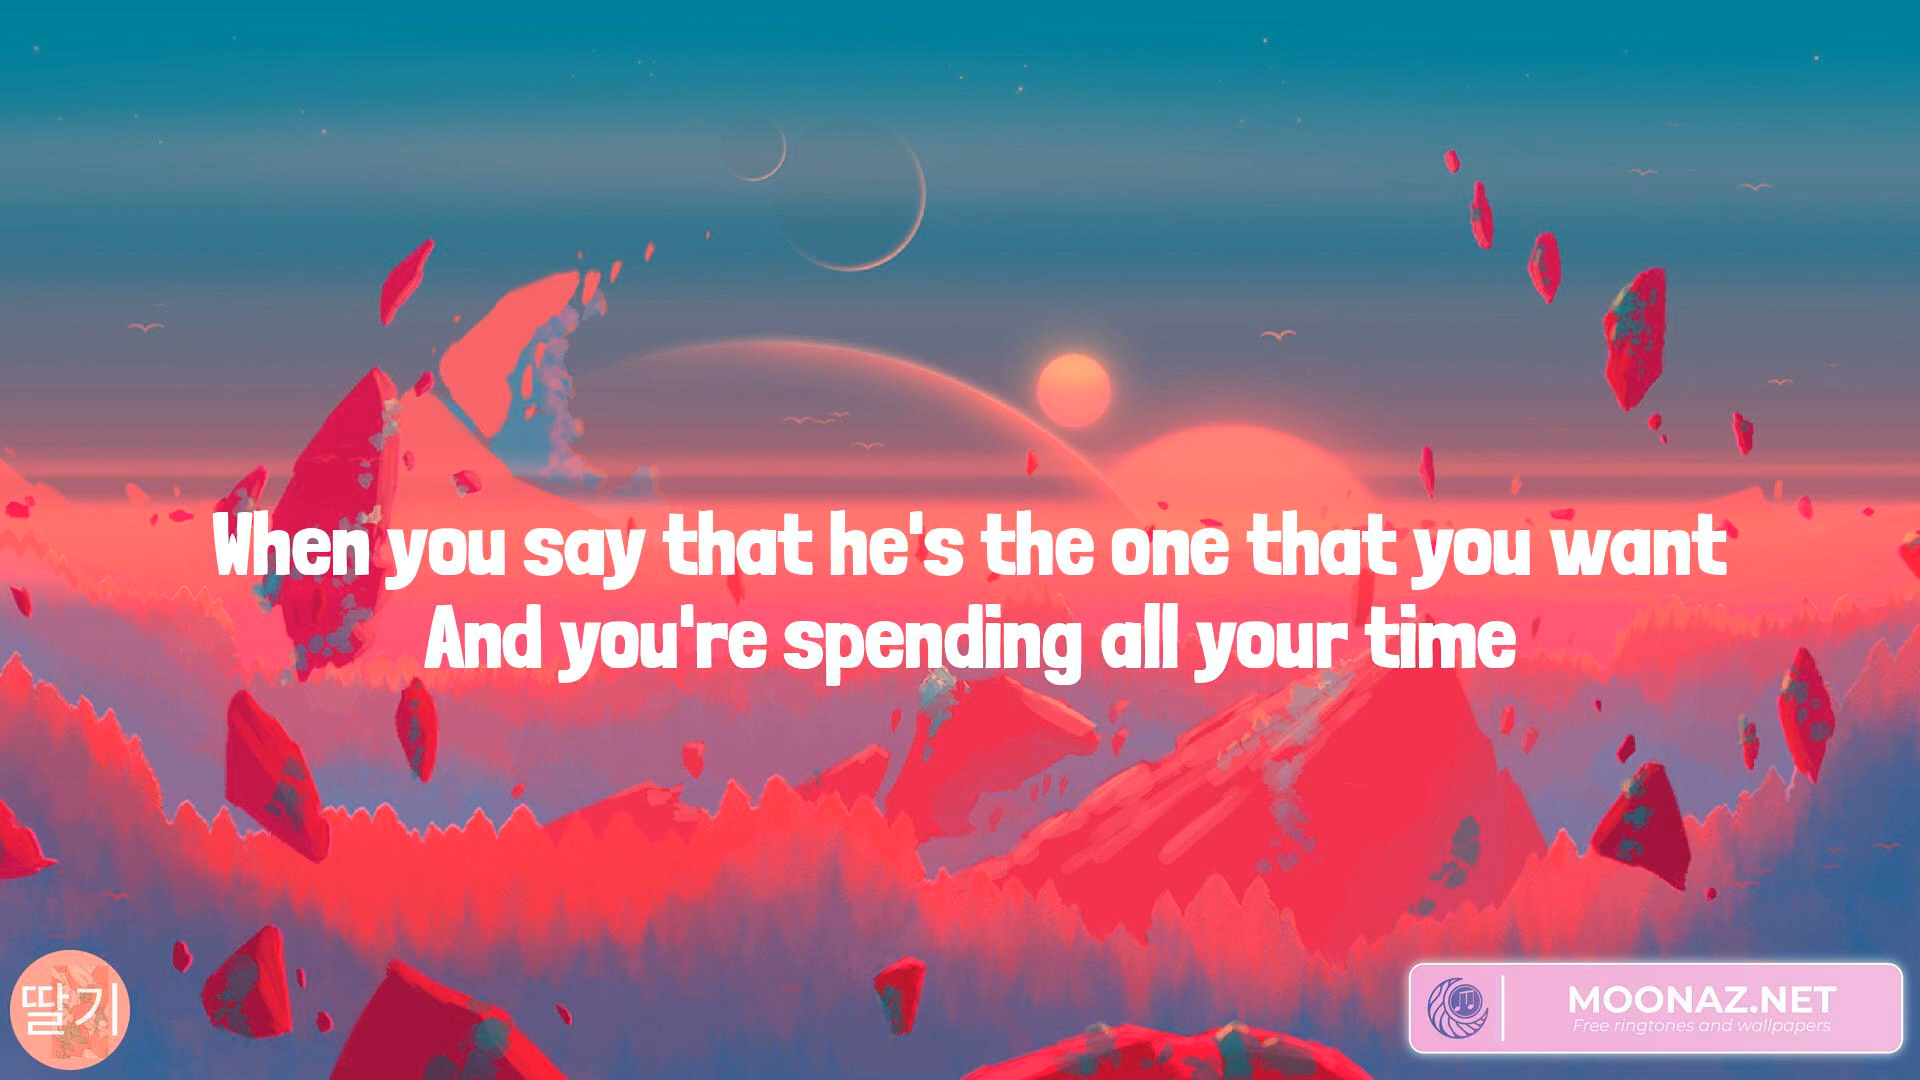 When you say that he's the one that you want
And you're spending all your time
딸기
MOONAZ.NET
Free ringtones and wallpapers